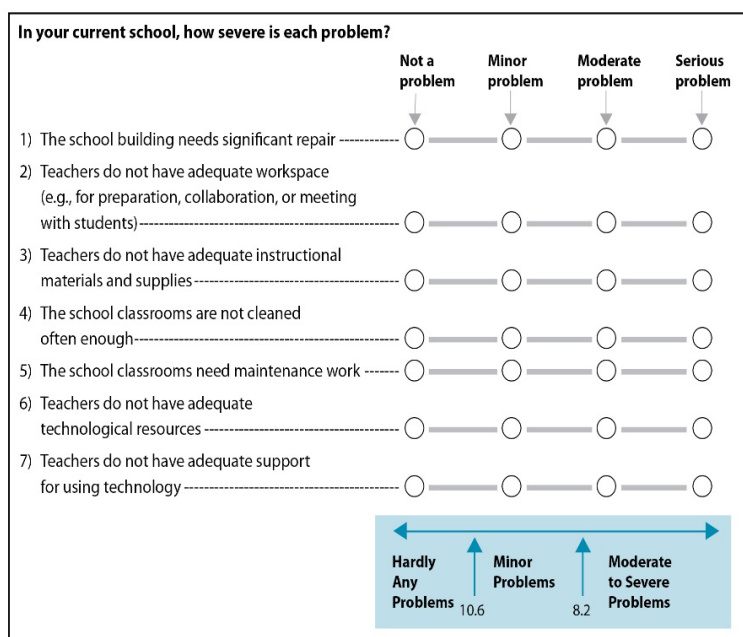 In your current school, how severe is each problem?
Not a problem
Minor problem
Moderate problem
Serious problem
1) The school building needs significant repair
2) Teachers do not have adequate workspace
(e.g., for preparation, collaboration, or meeting
with students)
3) Teachers do not have adequate instructional
materials and supplies
4) The school classrooms are not cleaned
often enough
5) The school classrooms need maintenance work
6) Teachers do not have adequate
technological resources
7) Teachers do not have adequate support
for using technology
Hardly
Any
Problems
10.6
Minor
Problems
8.2
Moderate
to Severe
Problems